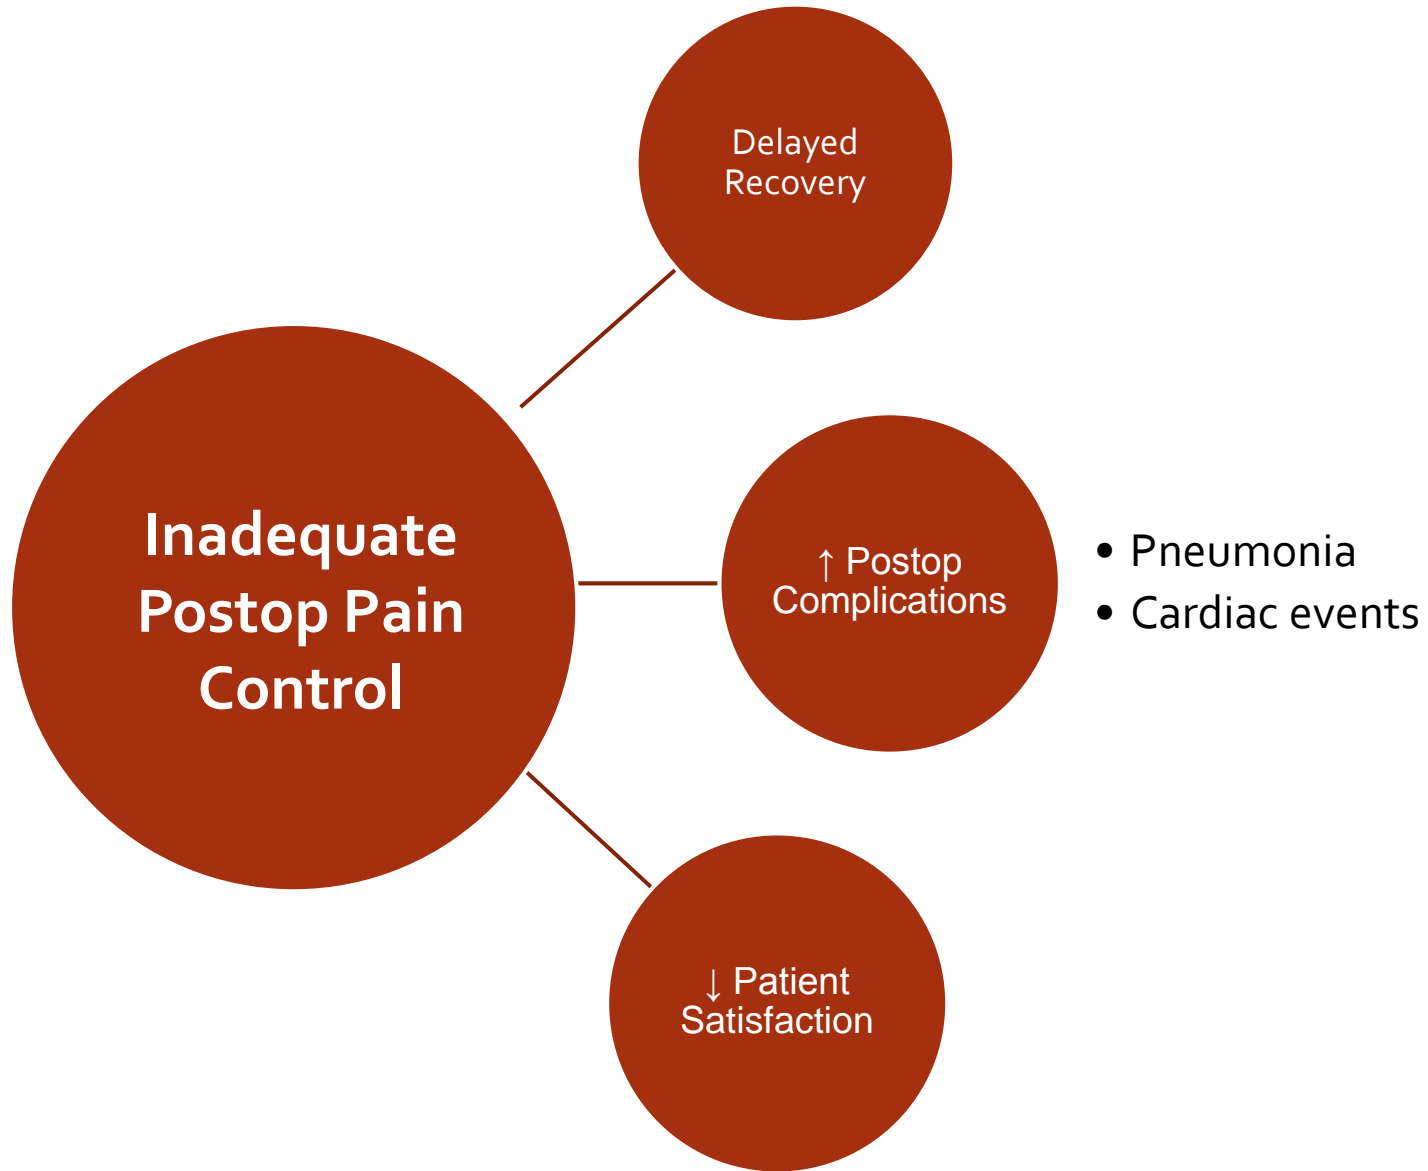 Delayed
Recovery
Inadequate
Postop Pain
Control
↑ Postop
Complications
• Pneumonia
• Cardiac events
↓ Patient
Satisfaction